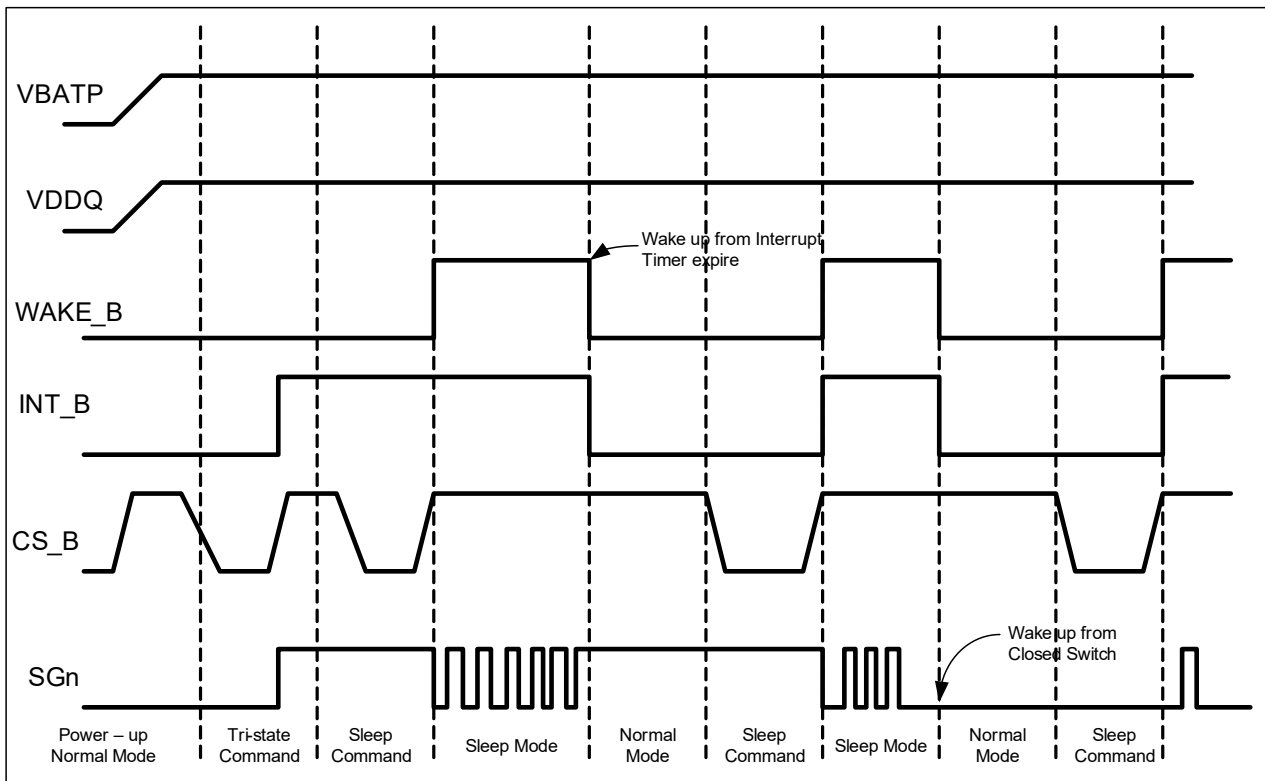 VBATP
VDDQ
Wake up from Interrupt
Timer expire
WAKE_B
INT_B
CS_B
Wake up from
Closed Switch
SGn
Power – up
Normal Mode
Tri-state
Command
Sleep
Command
Sleep Mode
Normal
Mode
Sleep
Command
Sleep Mode
Normal
Mode
Sleep
Command